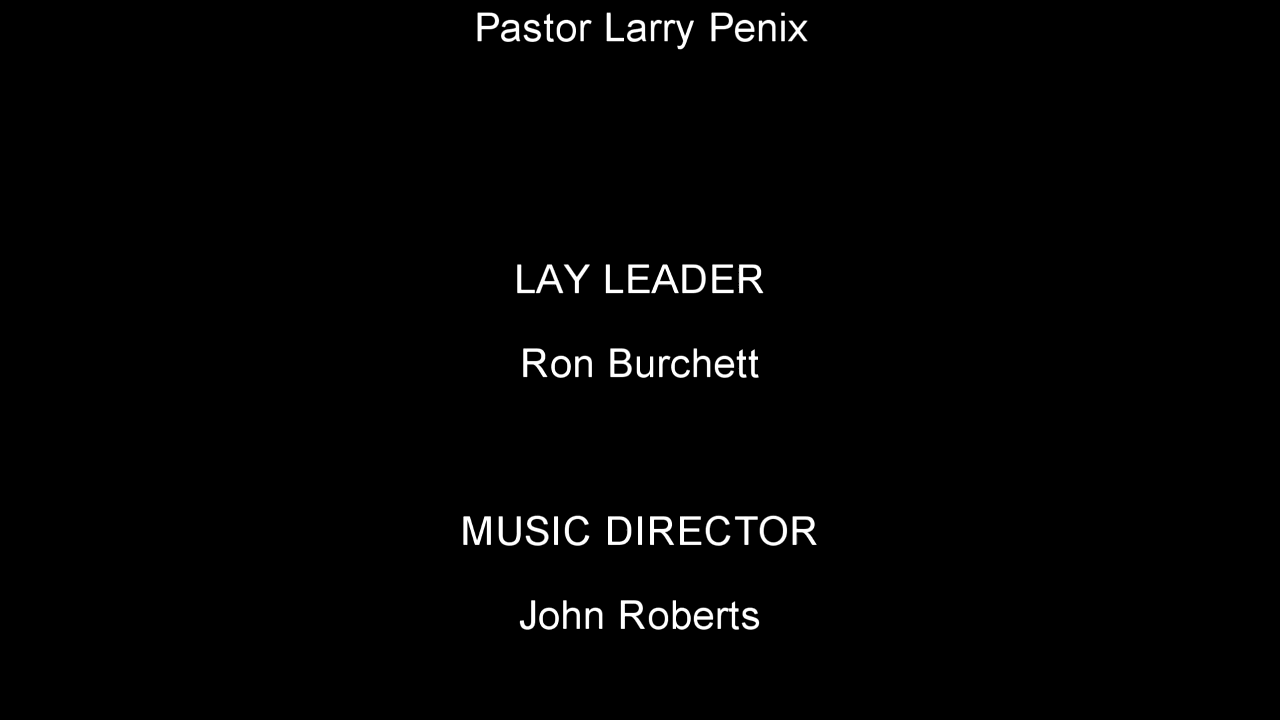 Pastor Larry Penix
LAY LEADER
Ron Burchett
MUSIC DIRECTOR
John Roberts